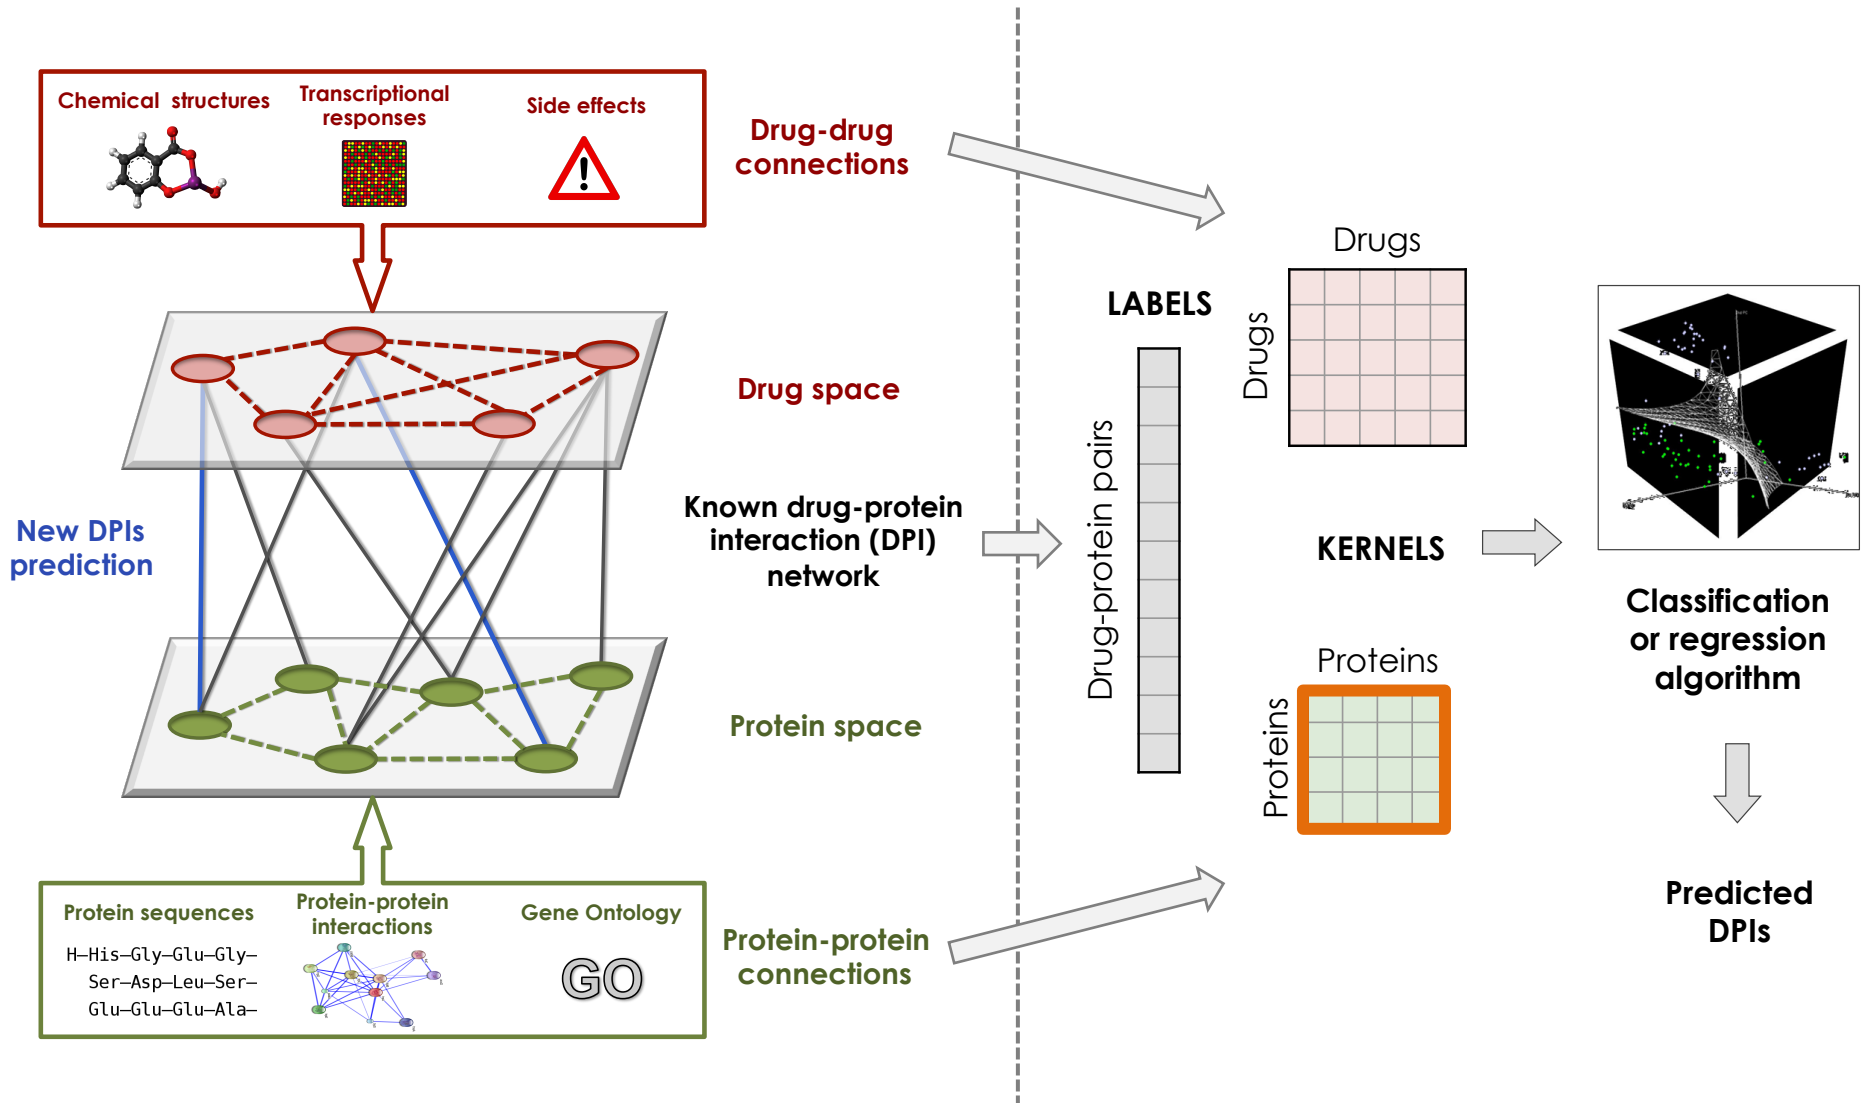 Chemical structures
Transcriptional
responses
Side effects
Drug-drug
connections
Drug space
New DPIs
prediction
Known drug-protein
interaction (DPI)
network
Protein space
Protein sequences
H–His–Gly–Glu–Gly–
Ser–Asp–Leu–Ser–
Glu–Glu–Glu–Ala–
Protein-protein
interactions
Gene Ontology
GO
Protein-protein
connections
LABELS
Drug-protein pairs
Drugs
Drugs
KERNELS
Proteins
Proteins
Classification
or regression
algorithm
Predicted
DPIs